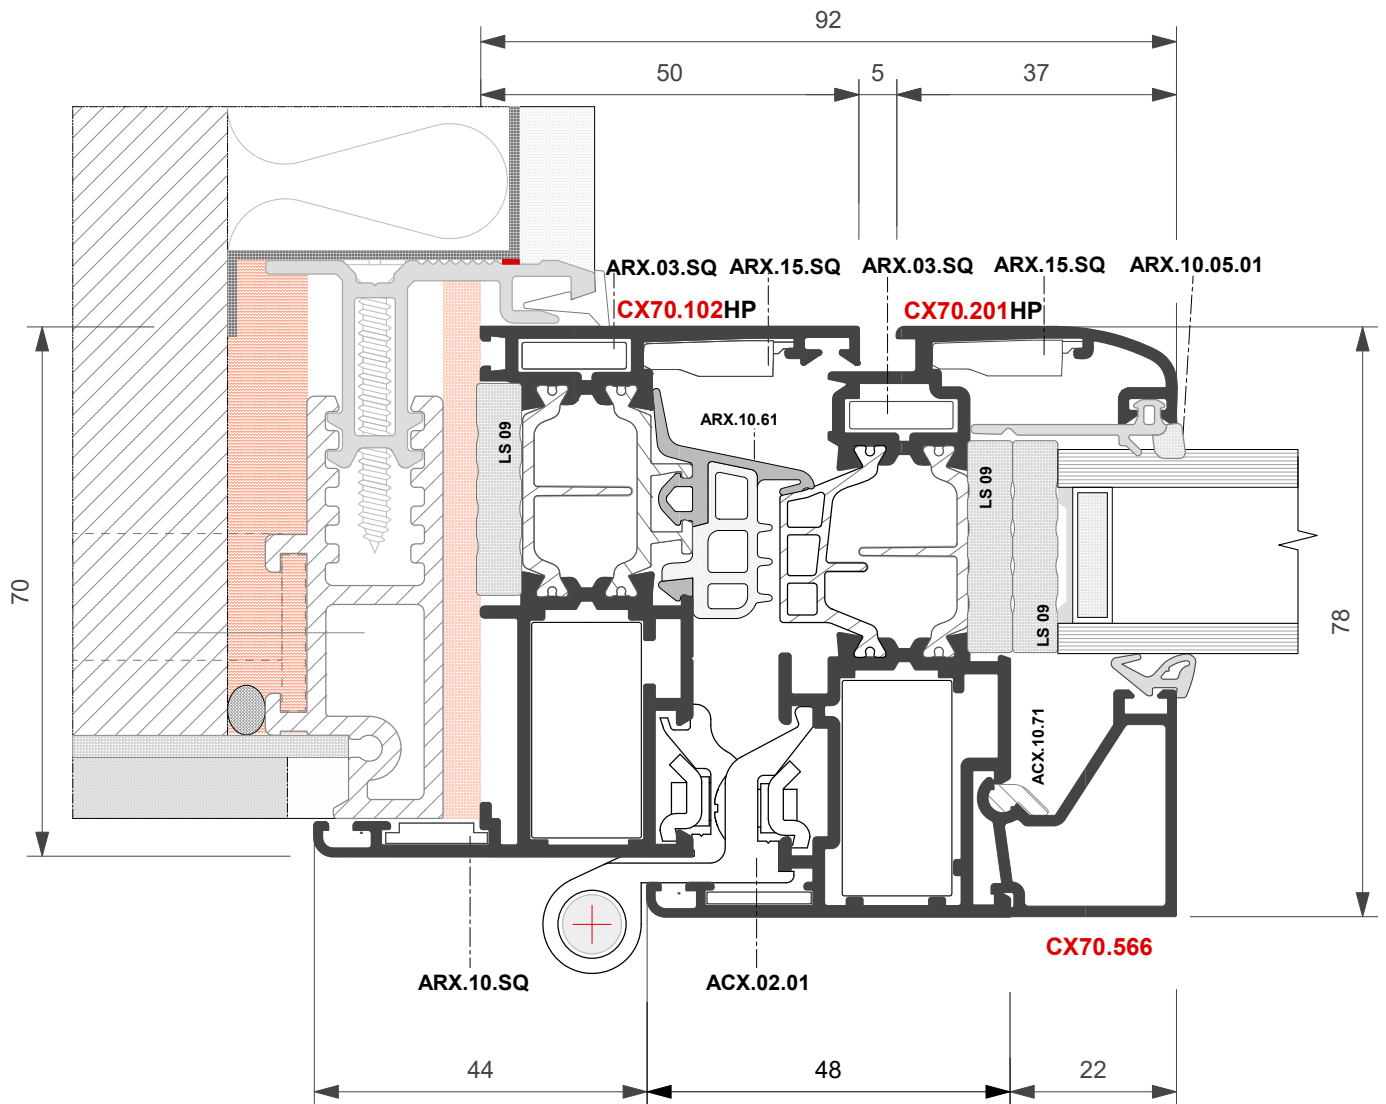 92
50 5 37
ARX.03.SQ ARX.15.SQ ARX.03.SQ ARX.15.SQ ARX.10.05.01
CX70.102HP CX70.201HP
ARX.10.61
LS 09
LS 09
LS 09
70
78
ACX.10.71
CX70.566
ARX.10.SQ ACX.02.01
44 48 22